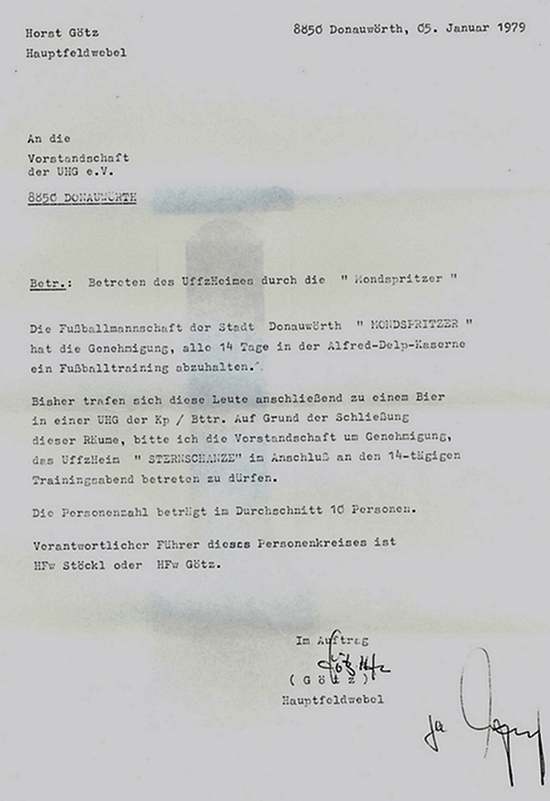 Horst Götz
Hauptfeldwebel
8850 Donauwörth, 05. Januar 1979
An die
Vorstandschaft
der UHG e.V.
8850 DONAUWÖRTH
Betr.: Betreten des UffzHeimes durch die " Mondspritzer "
Die Fußballmannschaft der Stadt Donauwörth " MONDSPRITZER "
hat die Genehmigung, alle 14 Tage in der Alfred-Delp-Kaserne
ein Fußballtraining abzuhalten.
Bisher trafen sich diese Leute anschließend zu einem Bier
in einer UHG der Kp / Bttr. Auf Grund der Schließung
dieser Räume, bitte ich die Vorstandschaft um Genehmigung,
das UffzHeim " STERNSCHANZE" im Anschluß an den 14-tägigen
Trainingsabend betreten zu dürfen.
Die Personenzahl beträgt im Durchschnitt 10 Personen.
Verantwortlicher Führer dieses Personenkreises ist
HFw Stöckl oder HFw Götz.
Im Auftrag
Götz
( G ö t z )
Hauptfeldwebel
ja